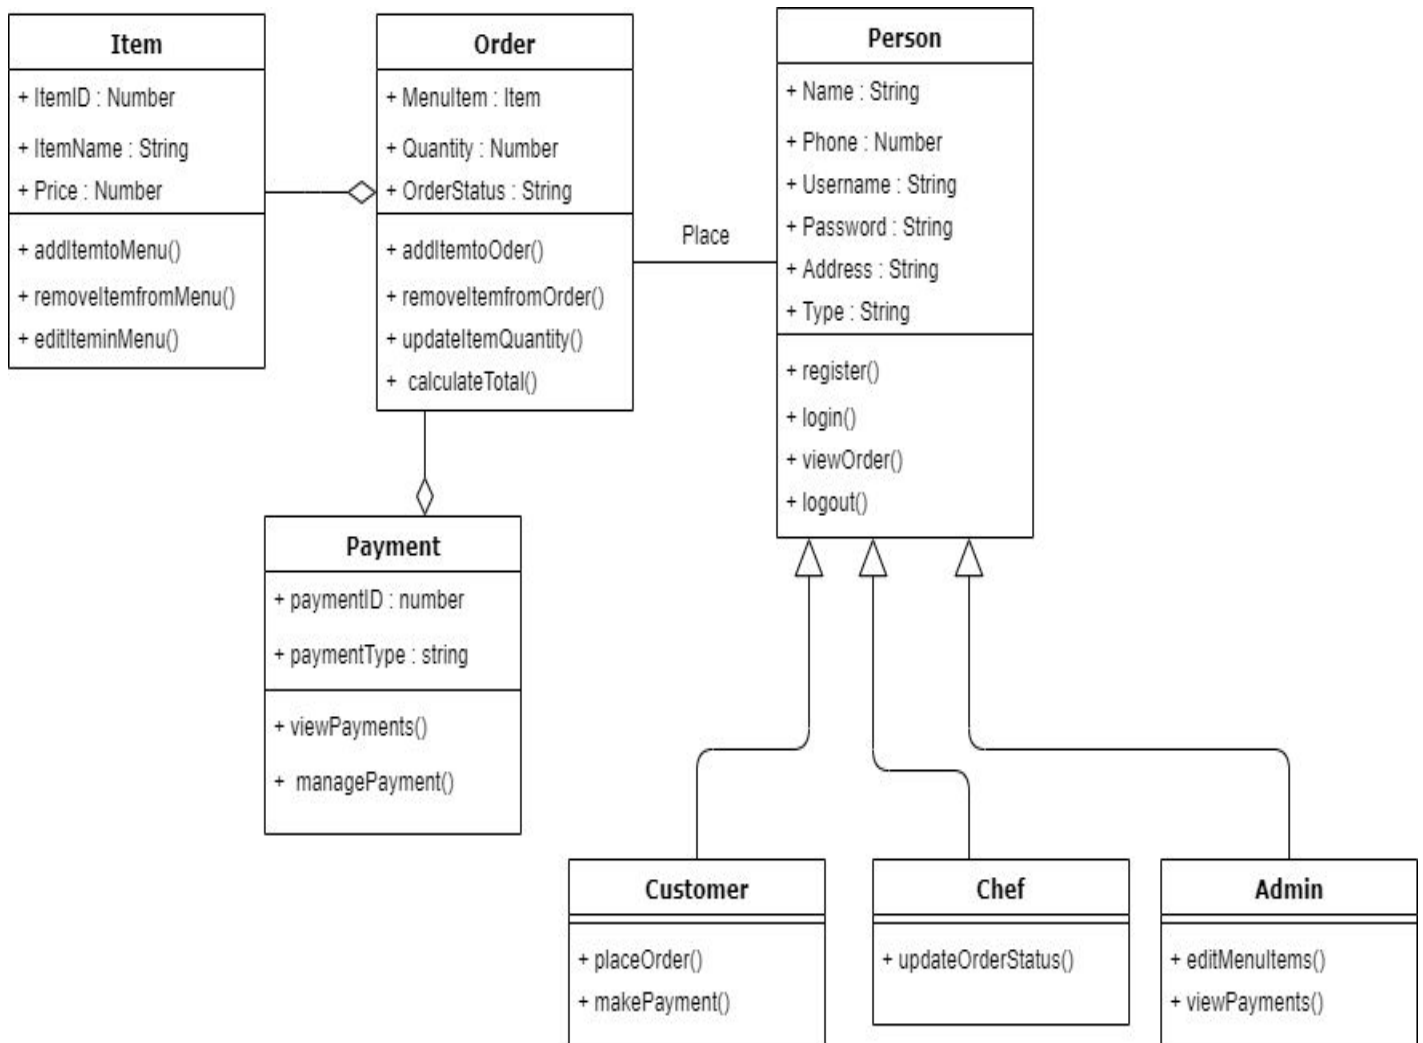 Item
+ ItemID : Number
+ ItemName : String
+ Price : Number
+ addItemtoMenu()
+ removeItemfromMenu()
+ editIteminMenu()
Order
+ MenuItem : Item
+ Quantity : Number
+ OrderStatus : String
+ addItemtoOder()
+ removeItemfromOrder()
+ updateItemQuantity()
+ calculateTotal()
Place
Person
+ Name : String
+ Phone : Number
+ Username : String
+ Password : String
+ Address : String
+ Type : String
+ register()
+ login()
+ viewOrder()
+ logout()
Payment
+ paymentID : number
+ paymentType : string
+ viewPayments()
+ managePayment()
Customer
+ placeOrder()
+ makePayment()
Chef
+ updateOrderStatus()
Admin
+ editMenuItems()
+ viewPayments()